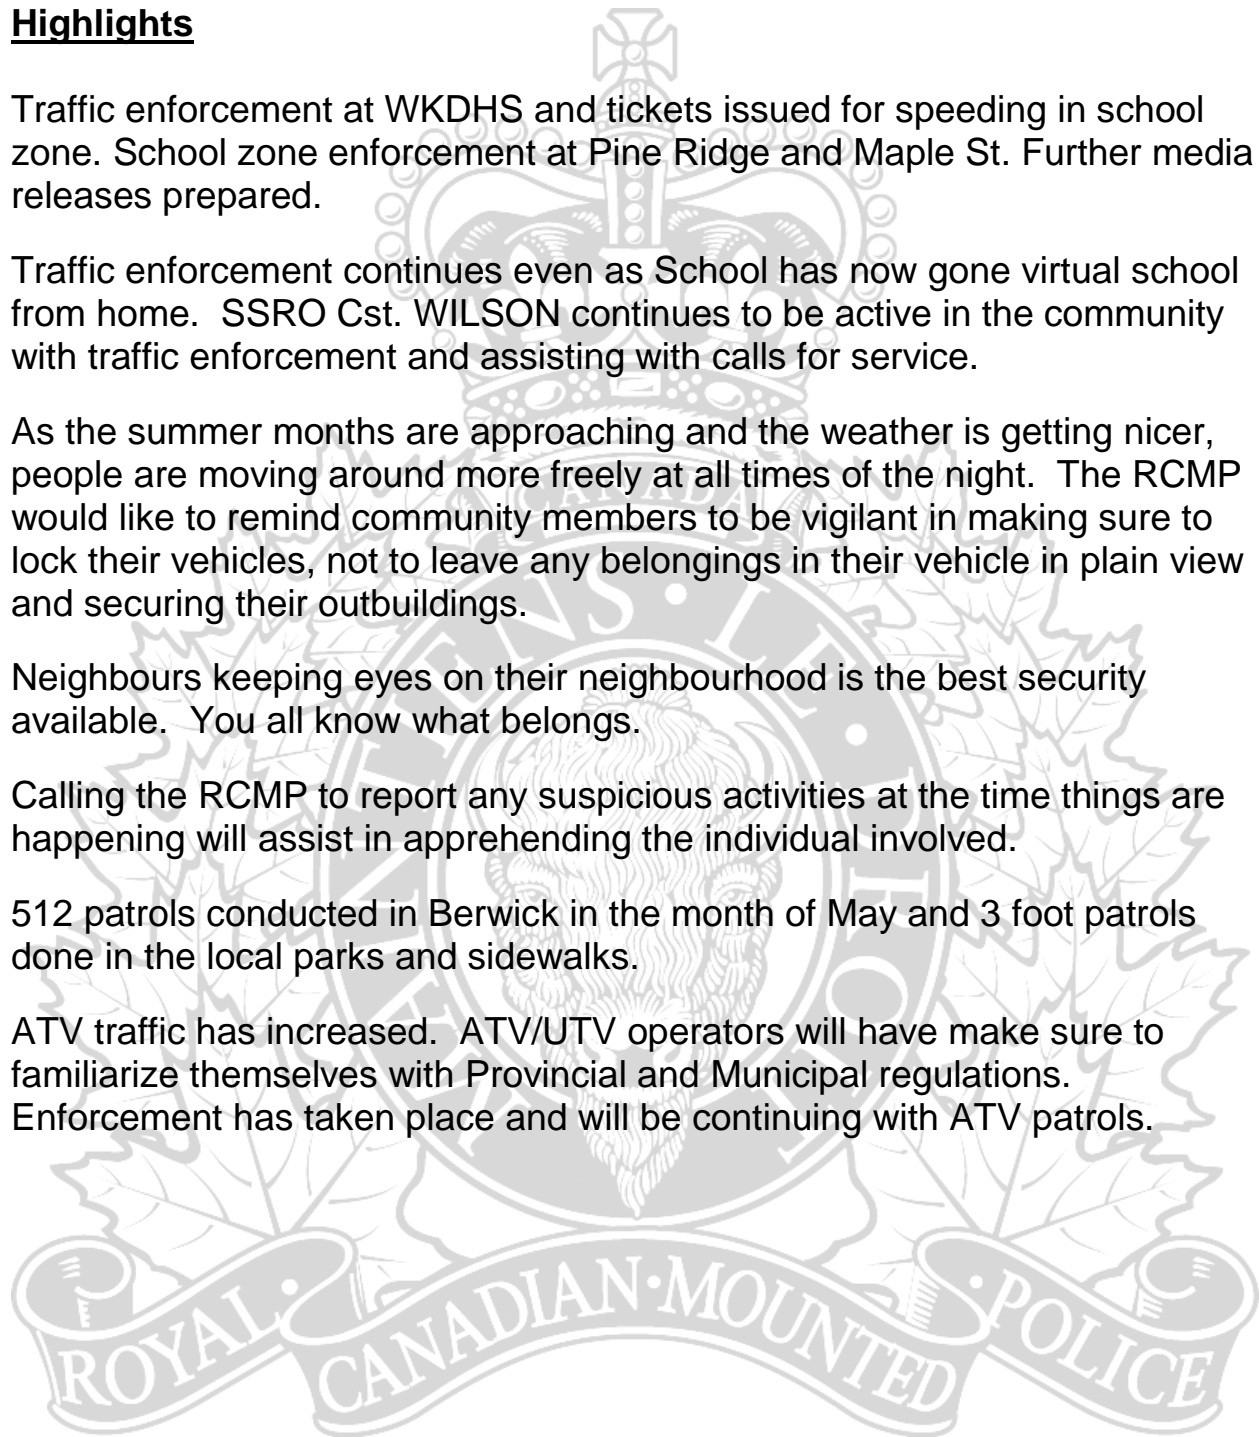 Highlights
Traffic enforcement at WKDHS and tickets issued for speeding in school
zone. School zone enforcement at Pine Ridge and Maple St. Further media
releases prepared.
Traffic enforcement continues even as School has now gone virtual school
from home.  SSRO Cst. WILSON continues to be active in the community
with traffic enforcement and assisting with calls for service.
As the summer months are approaching and the weather is getting nicer,
people are moving around more freely at all times of the night.  The RCMP
would like to remind community members to be vigilant in making sure to
lock their vehicles, not to leave any belongings in their vehicle in plain view
and securing their outbuildings.
Neighbours keeping eyes on their neighbourhood is the best security
available.  You all know what belongs.
Calling the RCMP to report any suspicious activities at the time things are
happening will assist in apprehending the individual involved.
512 patrols conducted in Berwick in the month of May and 3 foot patrols
done in the local parks and sidewalks.
ATV traffic has increased.  ATV/UTV operators will have make sure to
familiarize themselves with Provincial and Municipal regulations.
Enforcement has taken place and will be continuing with ATV patrols.
CANADA
MAINTIENS LE DROIT
ROYAL • CANADIAN • MOUNTED • POLICE